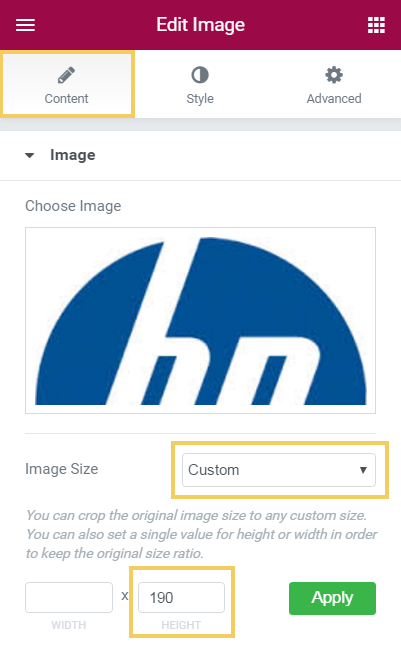 Edit Image
Content Style Advanced
Image
Choose Image
hp
Image Size Custom
You can crop the original image size to any custom size.
You can also set a single value for height or width in order
to keep the original size ratio.
x 190 Apply
WIDTH HEIGHT